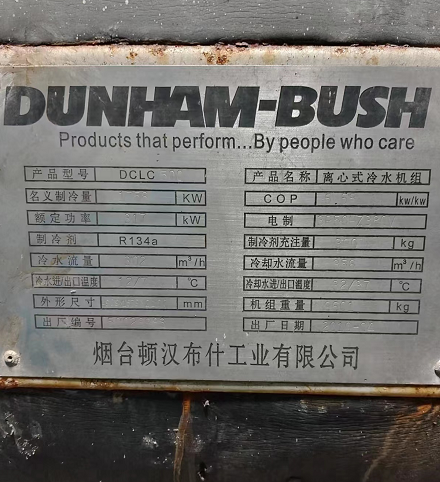 DUNHAM-BUSH
Products that perform...By people who care
产品型号 DCLC 产品名称 离心式冷水机组
名义制冷量 KW COP kw/kw
额定功率 kW 电制
制冷剂 R134a 制冷剂充注量 kg
冷水流量 m³/h 冷却水流量 m³/h
冷水进/出口温度 ℃ 冷却水进/出口温度 ℃
外形尺寸 mm 机组重量 kg
出厂编号 出厂日期
烟台顿汉布什工业有限公司